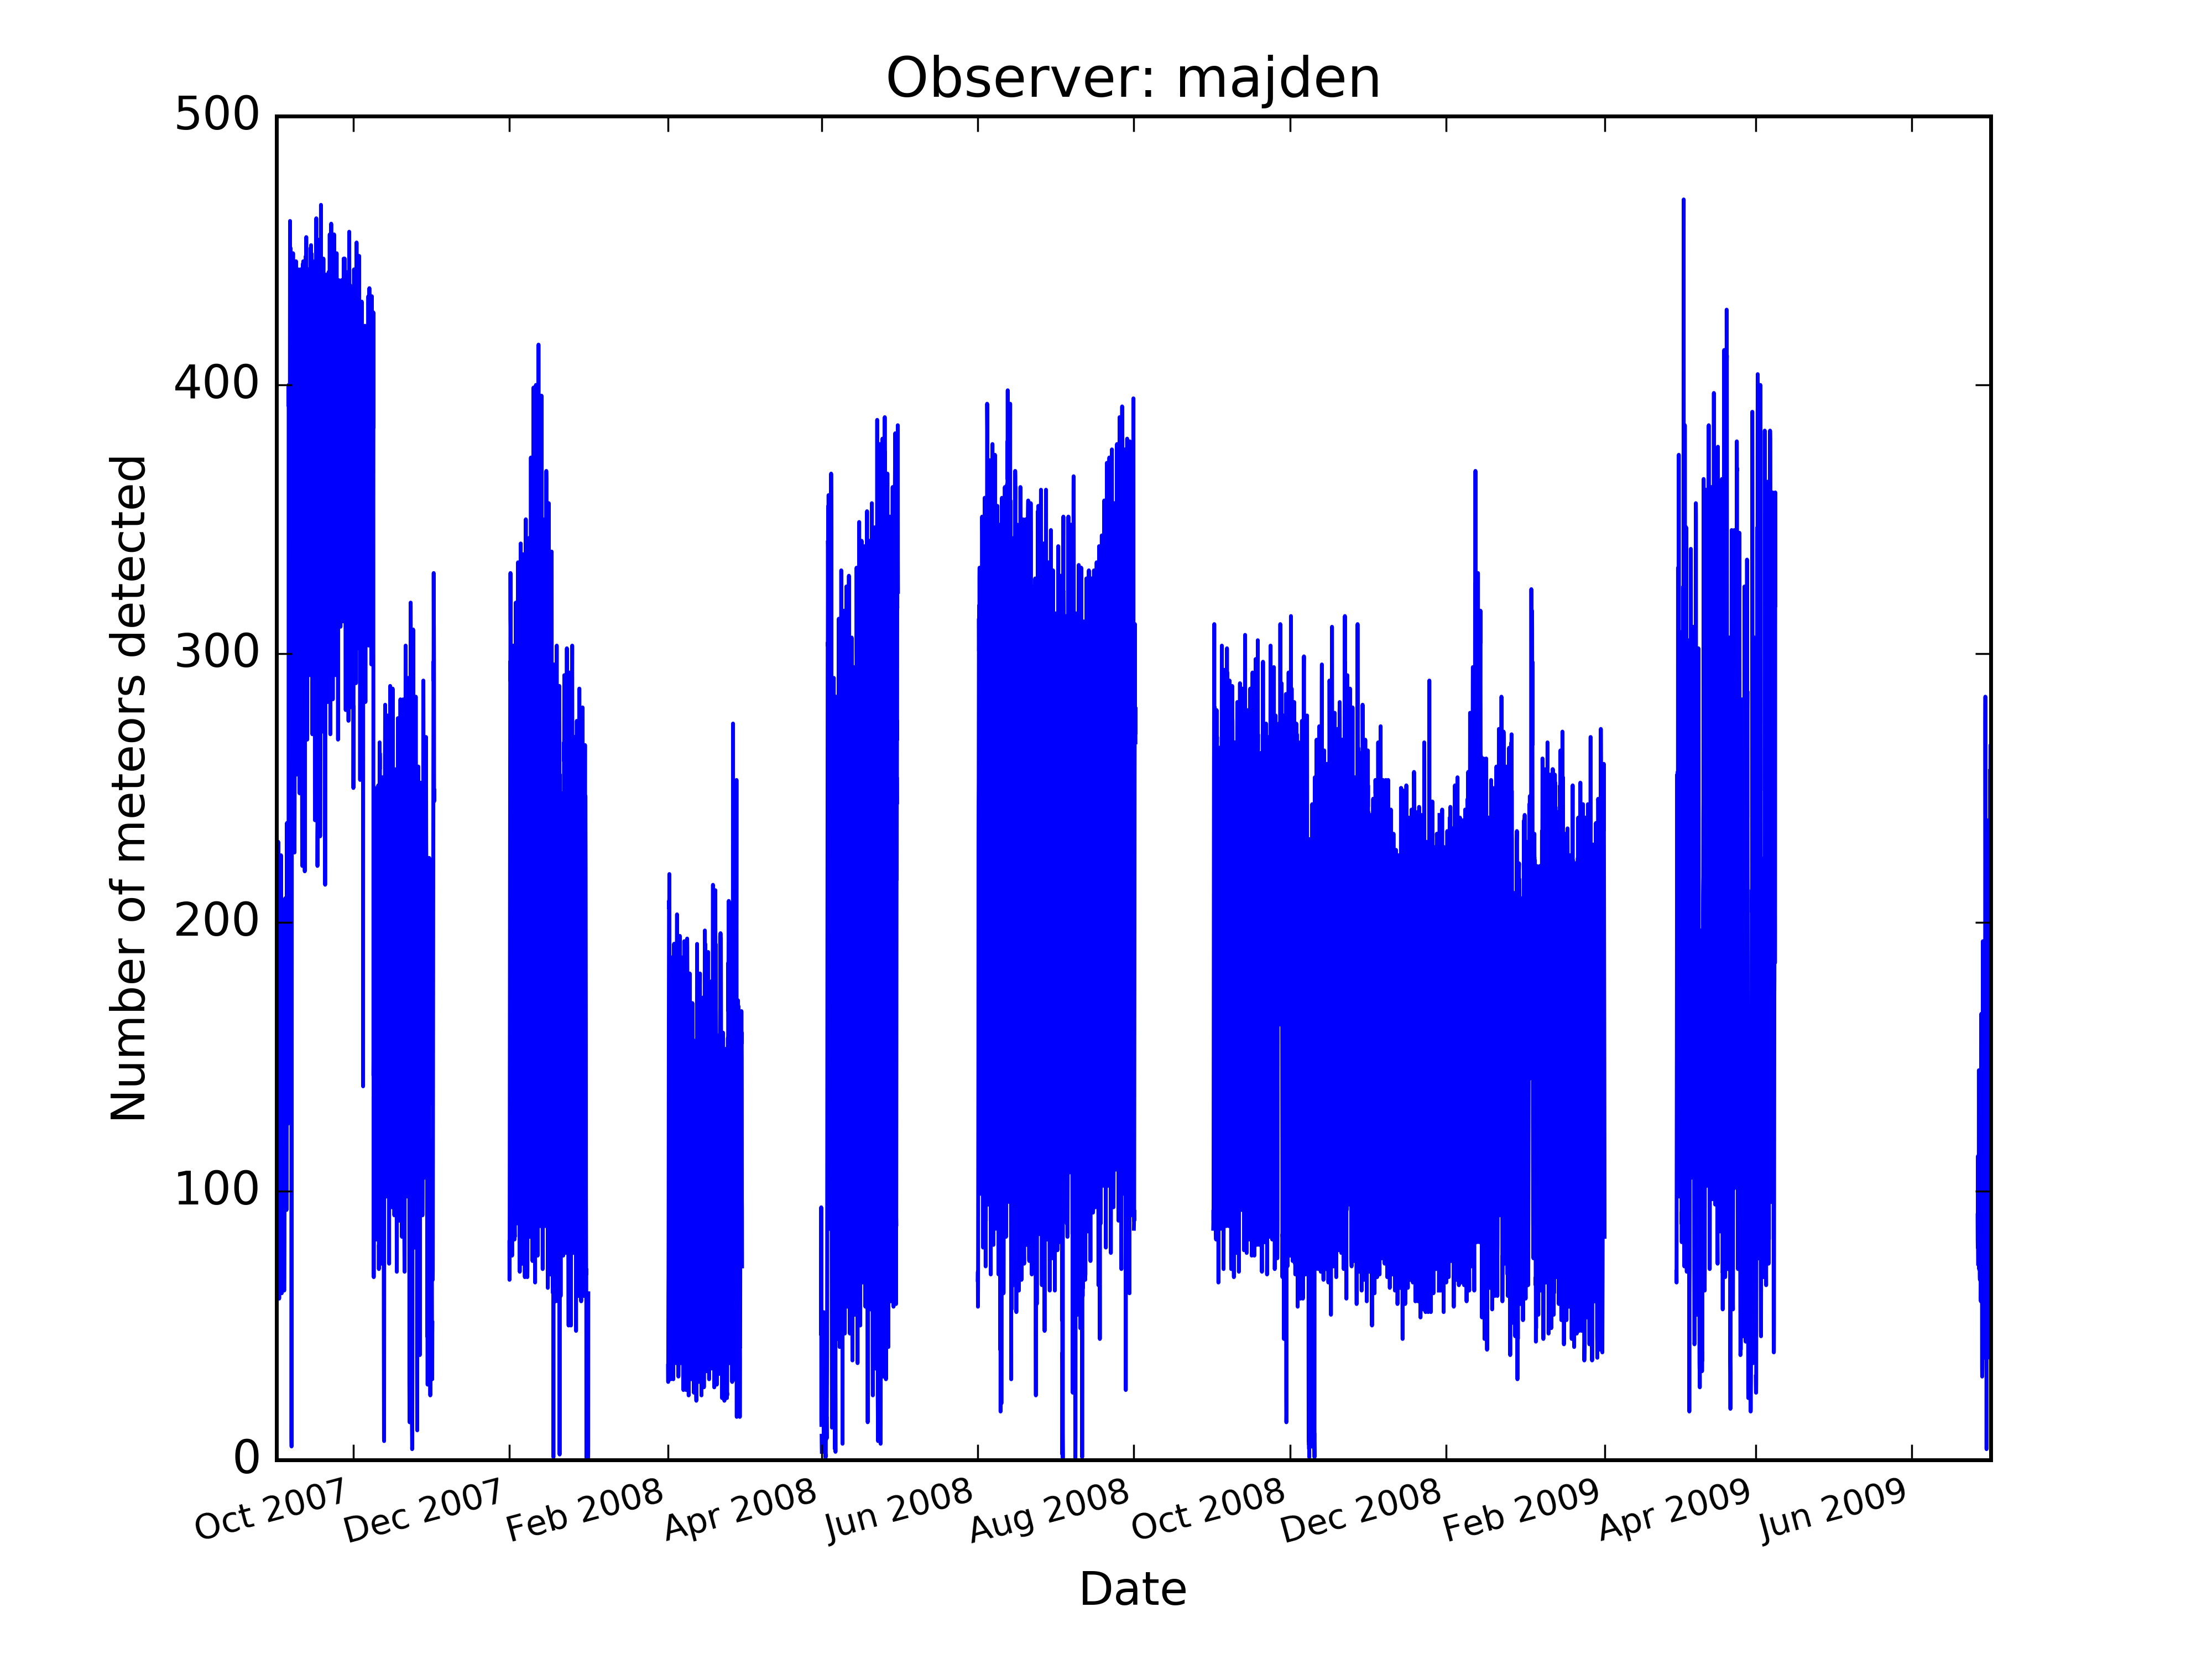 Observer: majden
500
400
300
200
100
0
Number of meteors detected
Oct 2007
Dec 2007
Feb 2008
Apr 2008
Jun 2008
Aug 2008
Oct 2008
Dec 2008
Feb 2009
Apr 2009
Jun 2009
Date